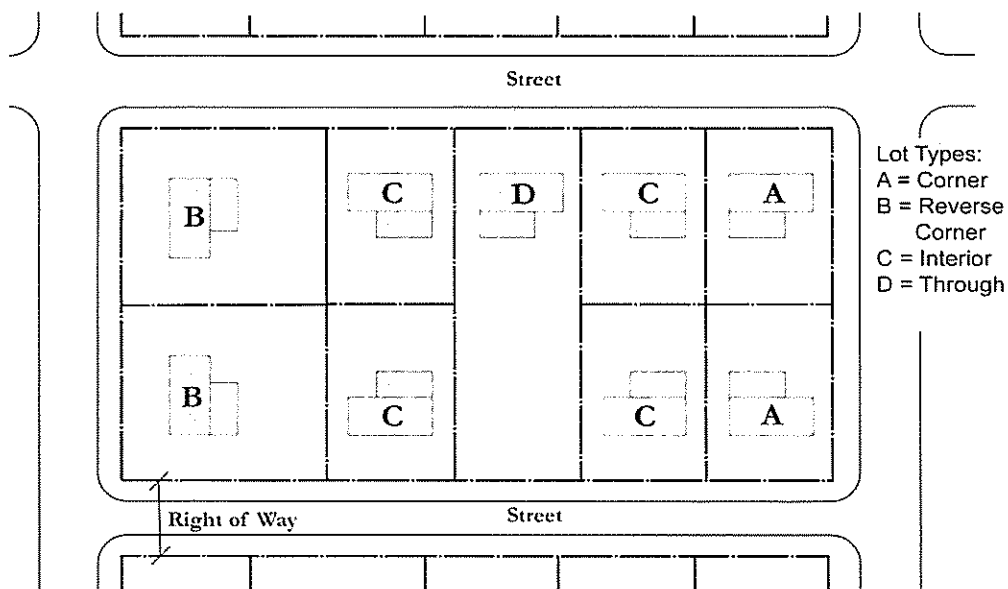 Street
B
C
D
C
A
Lot Types:
A = Corner
B = Reverse
Corner
C = Interior
D = Through
B
C
C
A
Right of Way
Street